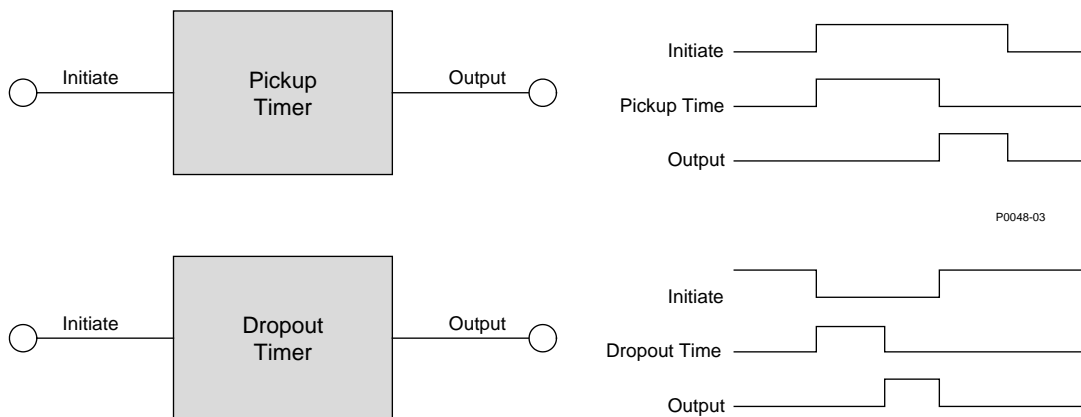 Initiate
Pickup
Timer
Output
Initiate
Pickup Time
Output
P0048-03
Initiate
Dropout
Timer
Output
Initiate
Dropout Time
Output